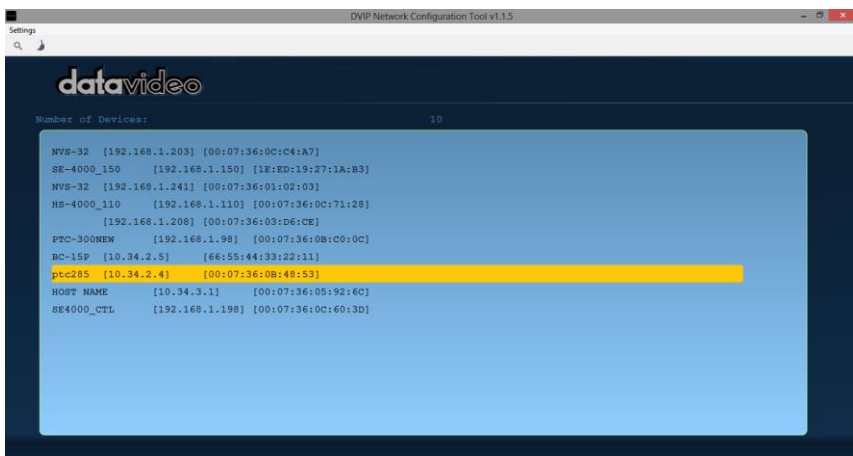 DVIP Network Configuration Tool v1.1.5
Settings
datavideo
Number of Devices: 10
NVS-32 [192.168.1.203] [00:07:36:0C:C4:A7]
SE-4000_150 [192.168.1.150] [1E:ED:19:27:1A:B3]
NVS-32 [192.168.1.241] [00:07:36:01:02:03]
HS-4000_110 [192.168.1.110] [00:07:36:0C:71:28]
[192.168.1.208] [00:07:36:03:D6:CE]
PTC-300NEW [192.168.1.98] [00:07:36:0B:C0:0C]
BC-15P [10.34.2.5] [66:55:44:33:22:11]
ptc285 [10.34.2.4] [00:07:36:0B:48:53]
HOST NAME [10.34.3.1] [00:07:36:05:92:6C]
SE4000_CTL [192.168.1.198] [00:07:36:0C:60:3D]